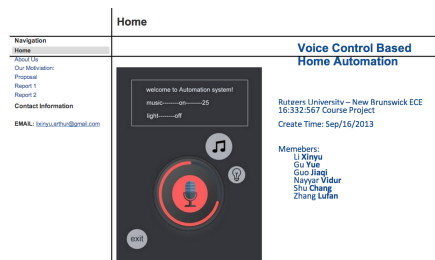 Home
Navigation
Home
About Us
Our Motiviation:
Proposal
Report 1
Report 2
Contact Information
EMAIL: lixinyu.arthur@gmail.com
welcome to Automation system!
music-------on------25
light--------off
exit
Voice Control Based
Home Automation
Rutgers University – New Brunswick ECE
16:332:567 Course Project
Create Time: Sep/16/2013
Memebers:
Li Xinyu
Gu Yue
Guo Jiaqi
Nayyar Vidur
Shu Chang
Zhang Lufan